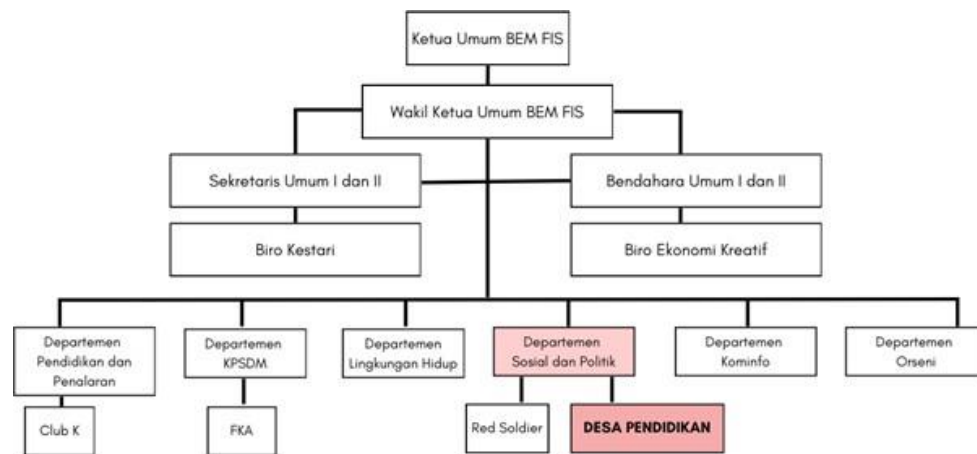 Ketua Umum BEM FIS
Wakil Ketua Umum BEM FIS
Sekretaris Umum I dan II
Bendahara Umum I dan II
Biro Kestari
Biro Ekonomi Kreatif
Departemen
Pendidikan dan
Penalaran
Departemen
KPSDM
Departemen
Lingkungan Hidup
Departemen
Sosial dan Politik
Departemen
Kominfo
Departemen
Orseni
Club K
FKA
Red Soldier
DESA PENDIDIKAN